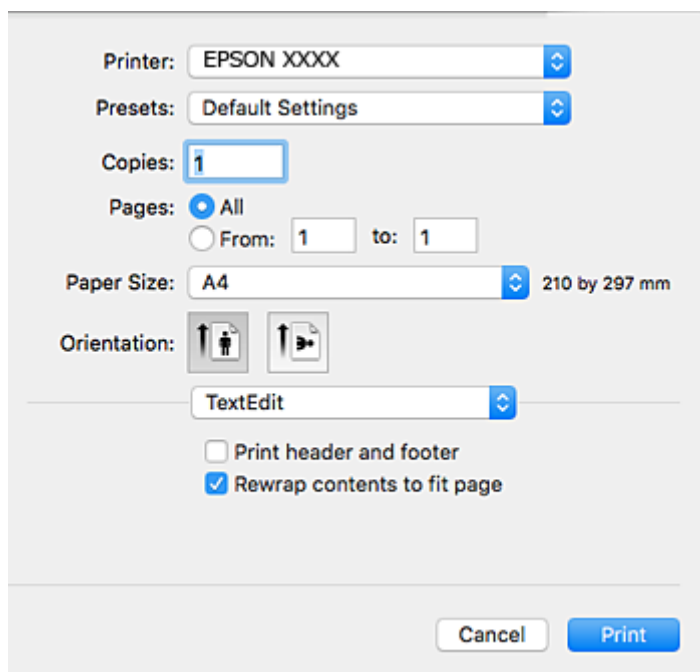 Printer: EPSON XXXX
Presets: Default Settings
Copies: 1
Pages: All
From: 1 to: 1
Paper Size: A4 210 by 297 mm
Orientation:
TextEdit
Print header and footer
Rewrap contents to fit page
Cancel Print